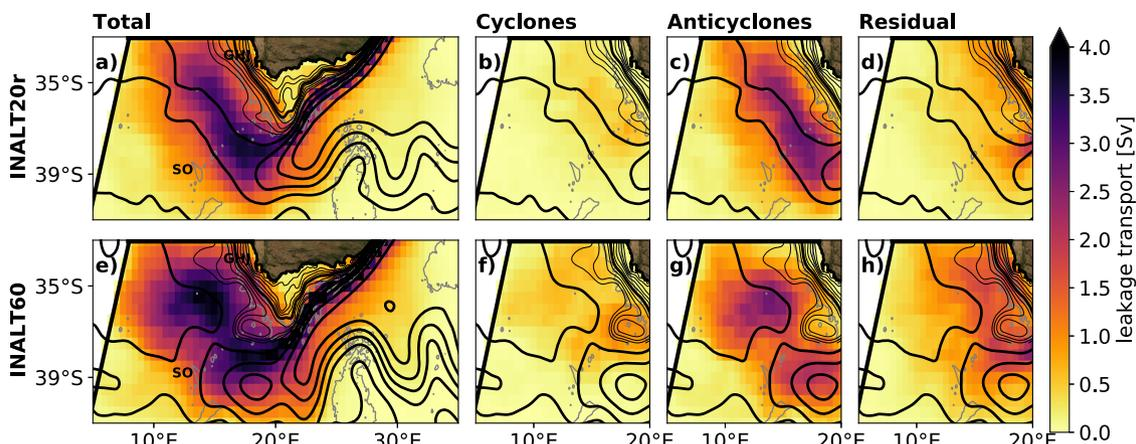 Total Cyclones Anticyclones Residual
INALT20r
a) GHJ b) c) d)
35°S
39°S SO
INALT60
e) GHJ f) g) h)
35°S
39°S SO
10°E 20°E 30°E 10°E 20°E 10°E 20°E 10°E 20°E
4.0
3.5
3.0
2.5
2.0
1.5
1.0
0.5
0.0
leakage transport [Sv]